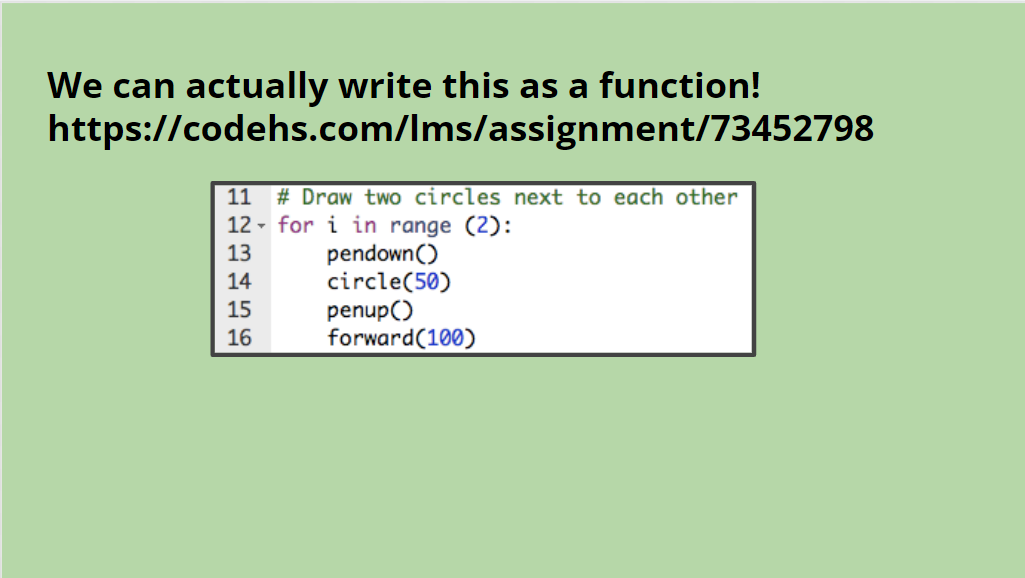 We can actually write this as a function!
https://codehs.com/lms/assignment/73452798
11 # Draw two circles next to each other
12 for i in range (2):
13 pendown()
14 circle(50)
15 penup()
16 forward(100)